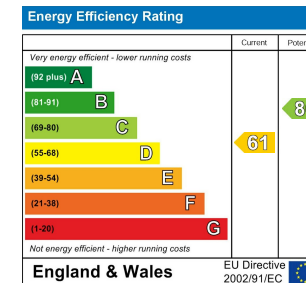 Energy Efficiency Rating
Current
Very energy efficient - lower running costs
(92 plus) A
(81-91) B
(69-80) C
(55-68) D
61
(39-54) E
(21-38) F
(1-20) G
Not energy efficient - higher running costs
England & Wales
EU Directive
2002/91/EC